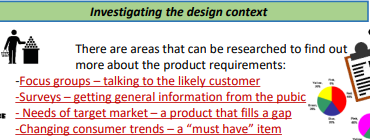 Investigating the design context
There are areas that can be researched to find out
more about the product requirements:
-Focus groups – talking to the likely customer
-Surveys – getting general information from the pubic
- Needs of target market – a product that fills a gap
-Changing consumer trends – a “must have” item